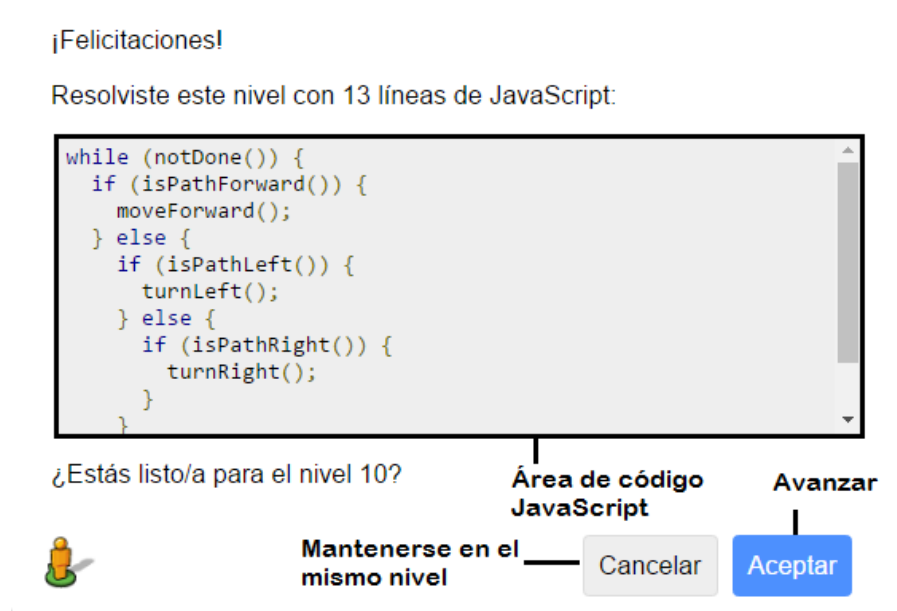 ¡Felicitaciones!
Resolviste este nivel con 13 líneas de JavaScript:
while (notDone()) {
  if (isPathForward()) {
    moveForward();
  } else {
    if (isPathLeft()) {
      turnLeft();
    } else {
      if (isPathRight()) {
        turnRight();
      }
    }
¿Estás listo/a para el nivel 10?
Área de código
JavaScript
Avanzar
Mantenerse en el
mismo nivel
Cancelar
Aceptar